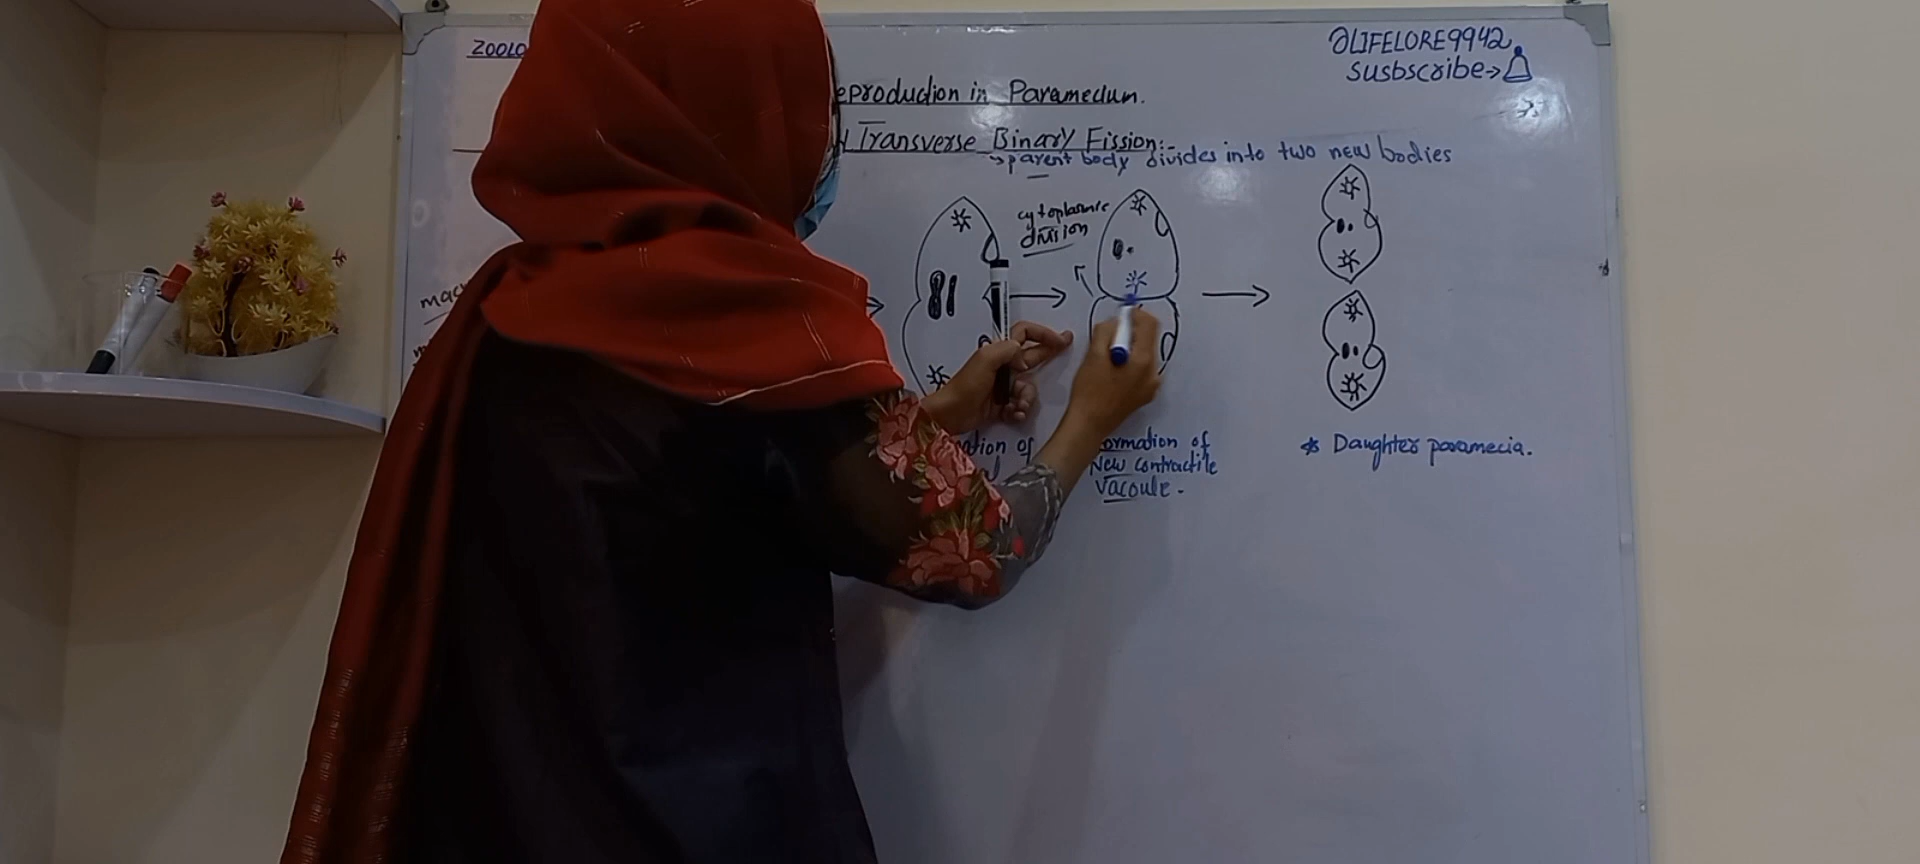 ZOOLO
@LIFELORE9942
Susbscribe→
eproduction in Paramecium.
Transverse Binary Fission:-
→parent body divides into two new bodies
cytoplasmic
division
mac
ation of
ormation of
New contractile
Vacoule.
* Daughter paramecia.